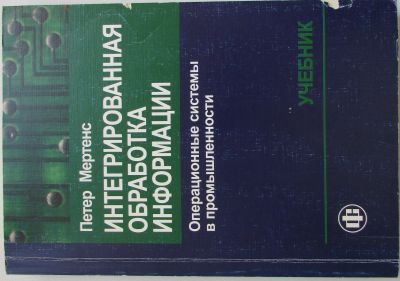 Петер Мертенс
ИНТЕГРИРОВАННАЯ
ОБРАБОТКА
ИНФОРМАЦИИ
Операционные системы
в промышленности
УЧЕБНИК